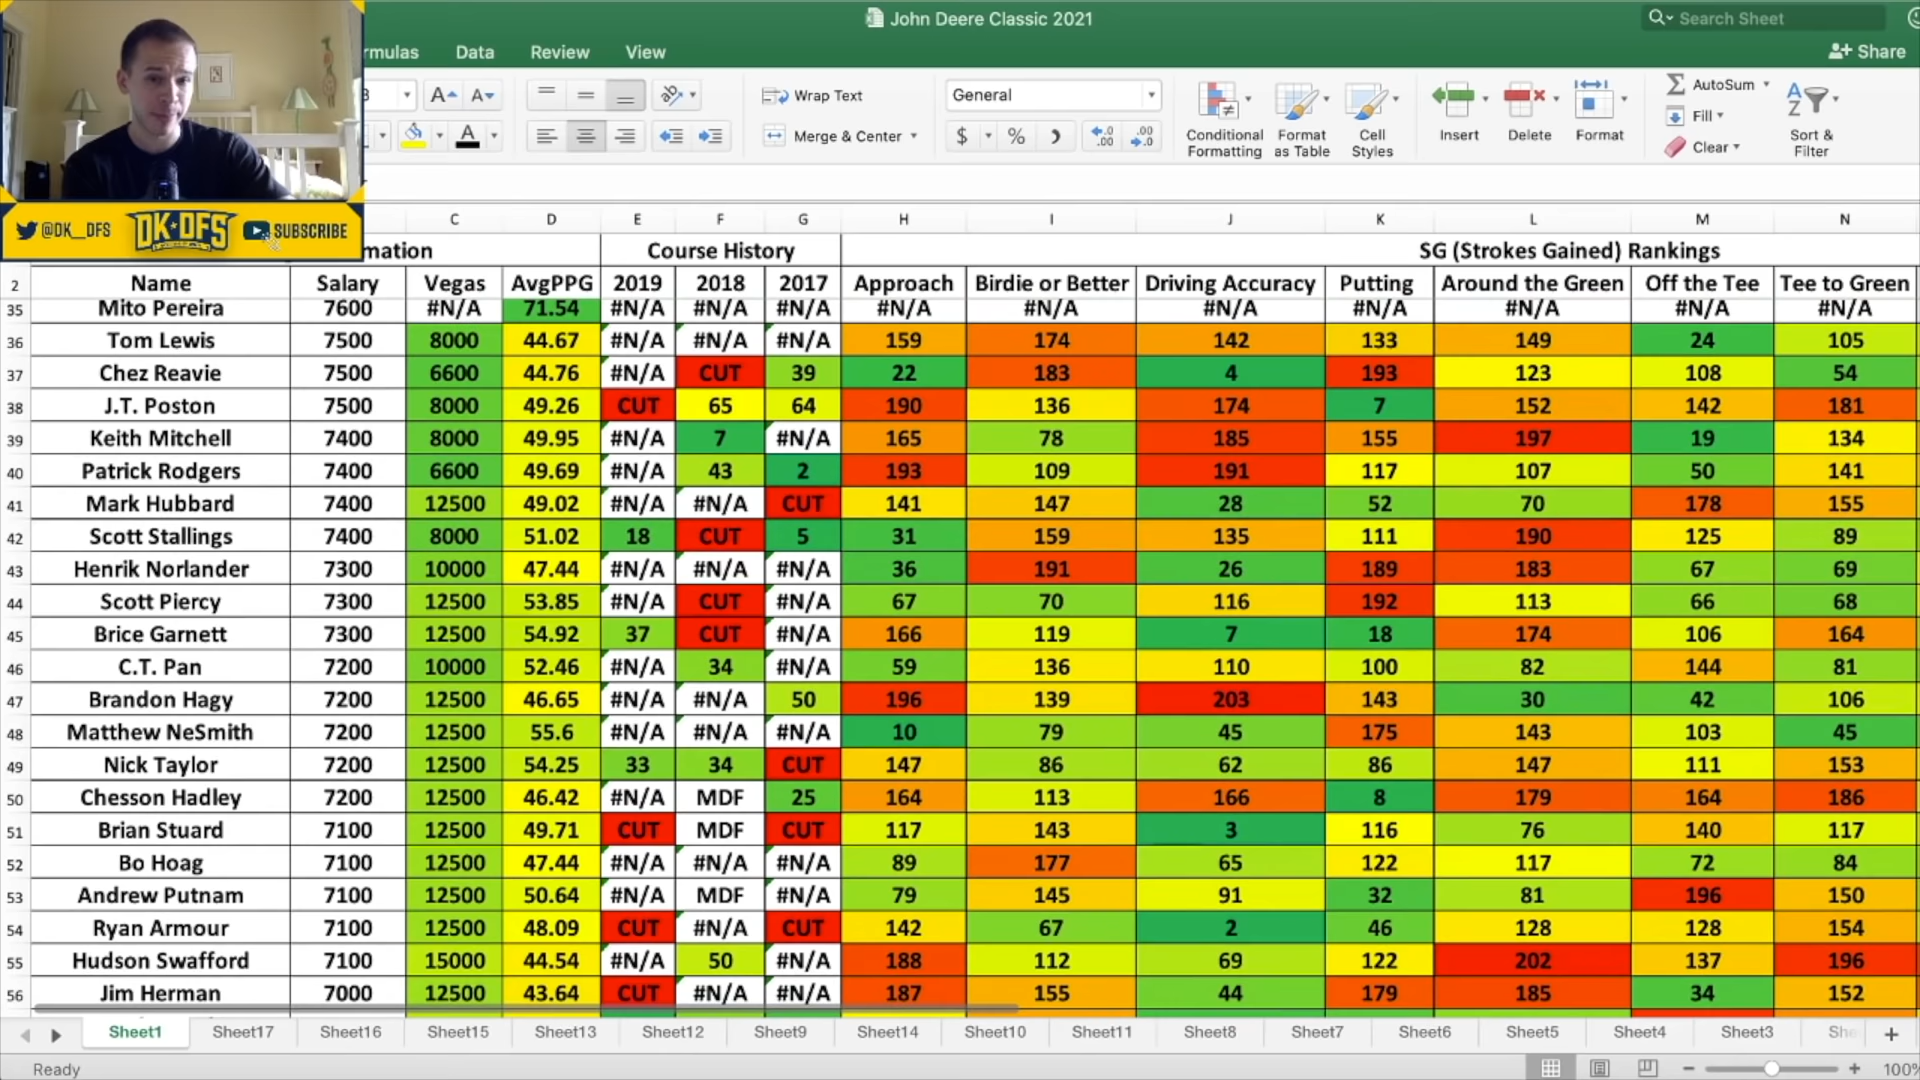 John Deere Classic 2021
Search Sheet
rmulas Data Review View
Share
Wrap Text
General
AutoSum
Fill
Merge & Center
$ %
Conditional Formatting
Format as Table
Cell Styles
Insert
Delete
Format
Clear
Sort & Filter
@DK__DFS DK DFS SUBSCRIBE
C D E F G H I J K L M N
mation Course History SG (Strokes Gained) Rankings
2 Name Salary Vegas AvgPPG 2019 2018 2017 Approach Birdie or Better Driving Accuracy Putting Around the Green Off the Tee Tee to Green
35 Mito Pereira 7600 #N/A 71.54 #N/A #N/A #N/A #N/A #N/A #N/A #N/A #N/A #N/A #N/A
36 Tom Lewis 7500 8000 44.67 #N/A #N/A #N/A 159 174 142 133 149 24 105
37 Chez Reavie 7500 6600 44.76 #N/A CUT 39 22 183 4 193 123 108 54
38 J.T. Poston 7500 8000 49.26 CUT 65 64 190 136 174 7 152 142 181
39 Keith Mitchell 7400 8000 49.95 #N/A 7 #N/A 165 78 185 155 197 19 134
40 Patrick Rodgers 7400 6600 49.69 #N/A 43 2 193 109 191 117 107 50 141
41 Mark Hubbard 7400 12500 49.02 #N/A #N/A CUT 141 147 28 52 70 178 155
42 Scott Stallings 7400 8000 51.02 18 CUT 5 31 159 135 111 190 125 89
43 Henrik Norlander 7300 10000 47.44 #N/A #N/A #N/A 36 191 26 189 183 67 69
44 Scott Piercy 7300 12500 53.85 #N/A CUT #N/A 67 70 116 192 113 66 68
45 Brice Garnett 7300 12500 54.92 37 CUT #N/A 166 119 7 18 174 106 164
46 C.T. Pan 7200 10000 52.46 #N/A 34 #N/A 59 136 110 100 82 144 81
47 Brandon Hagy 7200 12500 46.65 #N/A #N/A 50 196 139 203 143 30 42 106
48 Matthew NeSmith 7200 12500 55.6 #N/A #N/A #N/A 10 79 45 175 143 103 45
49 Nick Taylor 7200 12500 54.25 33 34 CUT 147 86 62 86 147 111 153
50 Chesson Hadley 7200 12500 46.42 #N/A MDF 25 164 113 166 8 179 164 186
51 Brian Stuard 7100 12500 49.71 CUT MDF CUT 117 143 3 116 76 140 117
52 Bo Hoag 7100 12500 47.44 #N/A #N/A #N/A 89 177 65 122 117 72 84
53 Andrew Putnam 7100 12500 50.64 #N/A MDF #N/A 79 145 91 32 81 196 150
54 Ryan Armour 7100 12500 48.09 CUT #N/A CUT 142 67 2 46 128 128 154
55 Hudson Swafford 7100 15000 44.54 #N/A 50 #N/A 188 112 69 122 202 137 196
56 Jim Herman 7000 12500 43.64 CUT #N/A #N/A 187 155 44 179 185 34 152
Sheet1 Sheet17 Sheet16 Sheet15 Sheet13 Sheet12 Sheet9 Sheet14 Sheet10 Sheet11 Sheet8 Sheet7 Sheet6 Sheet5 Sheet4 Sheet3 She
Ready 100%